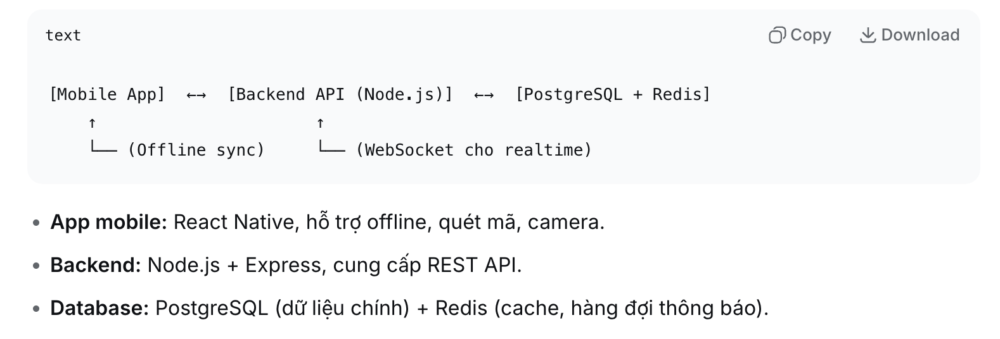 text
Copy
Download
[Mobile App]  ←→  [Backend API (Node.js)]  ←→  [PostgreSQL + Redis]
    ↑                      ↑
    └── (Offline sync)     └── (WebSocket cho realtime)
• App mobile: React Native, hỗ trợ offline, quét mã, camera.
• Backend: Node.js + Express, cung cấp REST API.
• Database: PostgreSQL (dữ liệu chính) + Redis (cache, hàng đợi thông báo).